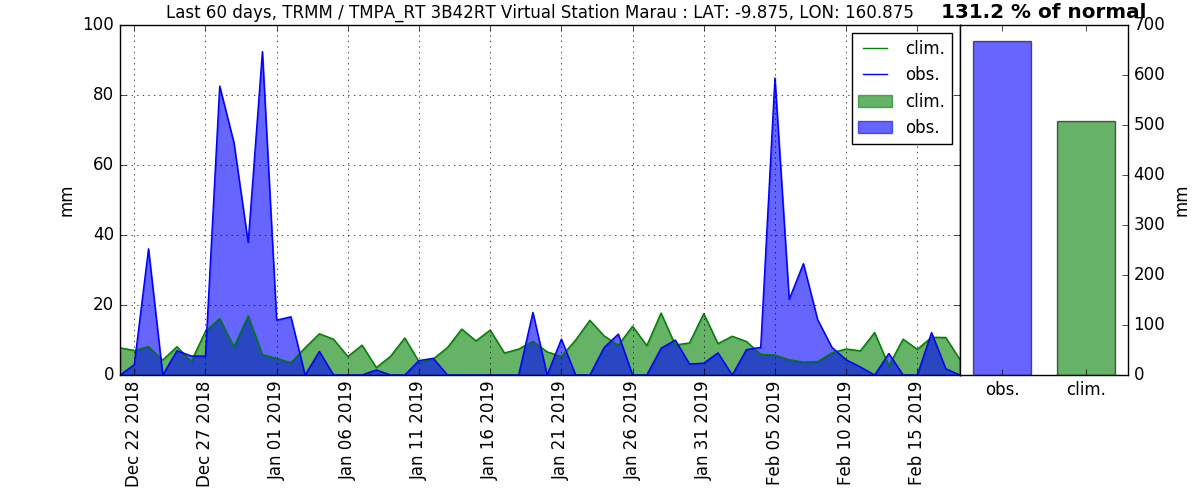 Last 60 days, TRMM / TMPA_RT 3B42RT Virtual Station Marau : LAT: -9.875, LON: 160.875
131.2 % of normal
100
80
60
40
20
0
mm
clim.
obs.
clim.
obs.
Dec 22 2018
Dec 27 2018
Jan 01 2019
Jan 06 2019
Jan 11 2019
Jan 16 2019
Jan 21 2019
Jan 26 2019
Jan 31 2019
Feb 05 2019
Feb 10 2019
Feb 15 2019
700
600
500
400
300
200
100
0
mm
obs.
clim.